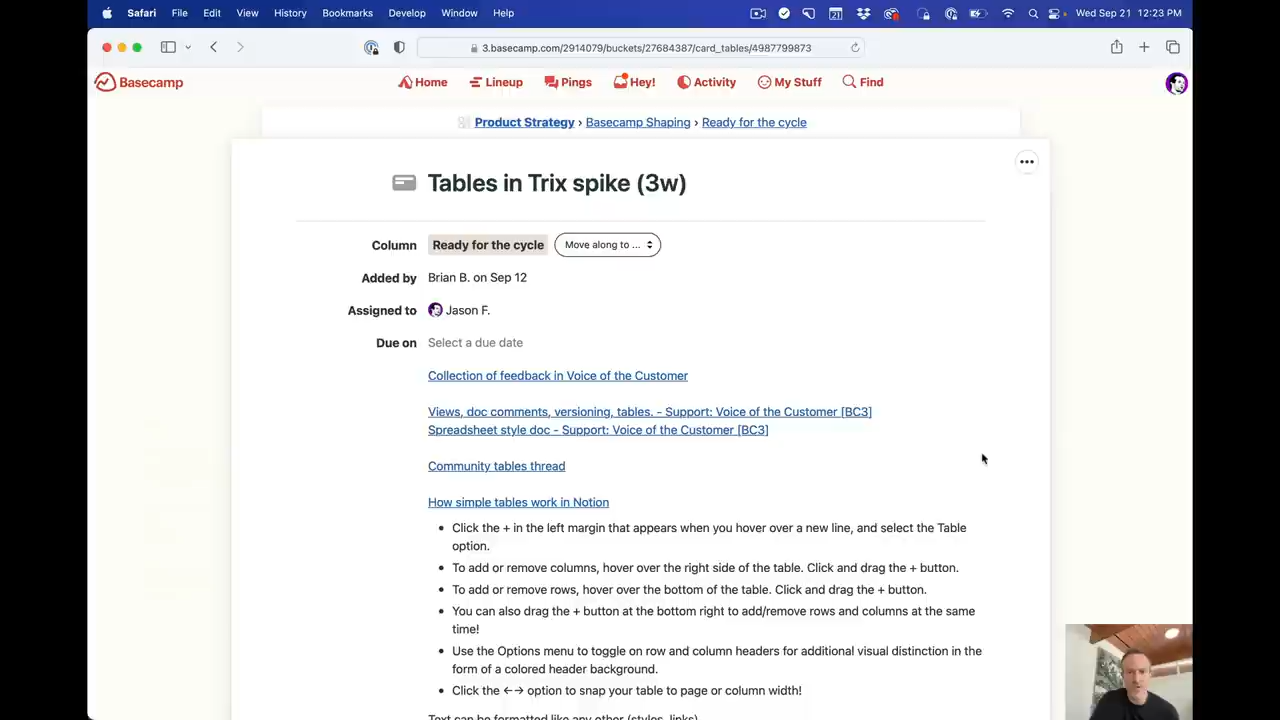 Safari File Edit View History Bookmarks Develop Window Help
21
Wed Sep 21 12:23 PM
3.basecamp.com/2914079/buckets/27684387/card_tables/4987799873
Basecamp
Home Lineup Pings Hey! Activity My Stuff Find
Product Strategy › Basecamp Shaping › Ready for the cycle
Tables in Trix spike (3w)
Column Ready for the cycle Move along to ...
Added by Brian B. on Sep 12
Assigned to Jason F.
Due on Select a due date
Collection of feedback in Voice of the Customer
Views, doc comments, versioning, tables. - Support: Voice of the Customer [BC3]
Spreadsheet style doc - Support: Voice of the Customer [BC3]
Community tables thread
How simple tables work in Notion
• Click the + in the left margin that appears when you hover over a new line, and select the Table
option.
• To add or remove columns, hover over the right side of the table. Click and drag the + button.
• To add or remove rows, hover over the bottom of the table. Click and drag the + button.
• You can also drag the + button at the bottom right to add/remove rows and columns at the same
time!
• Use the Options menu to toggle on row and column headers for additional visual distinction in the
form of a colored header background.
• Click the ←→ option to snap your table to page or column width!
Text can be formatted like any other (styles, links)